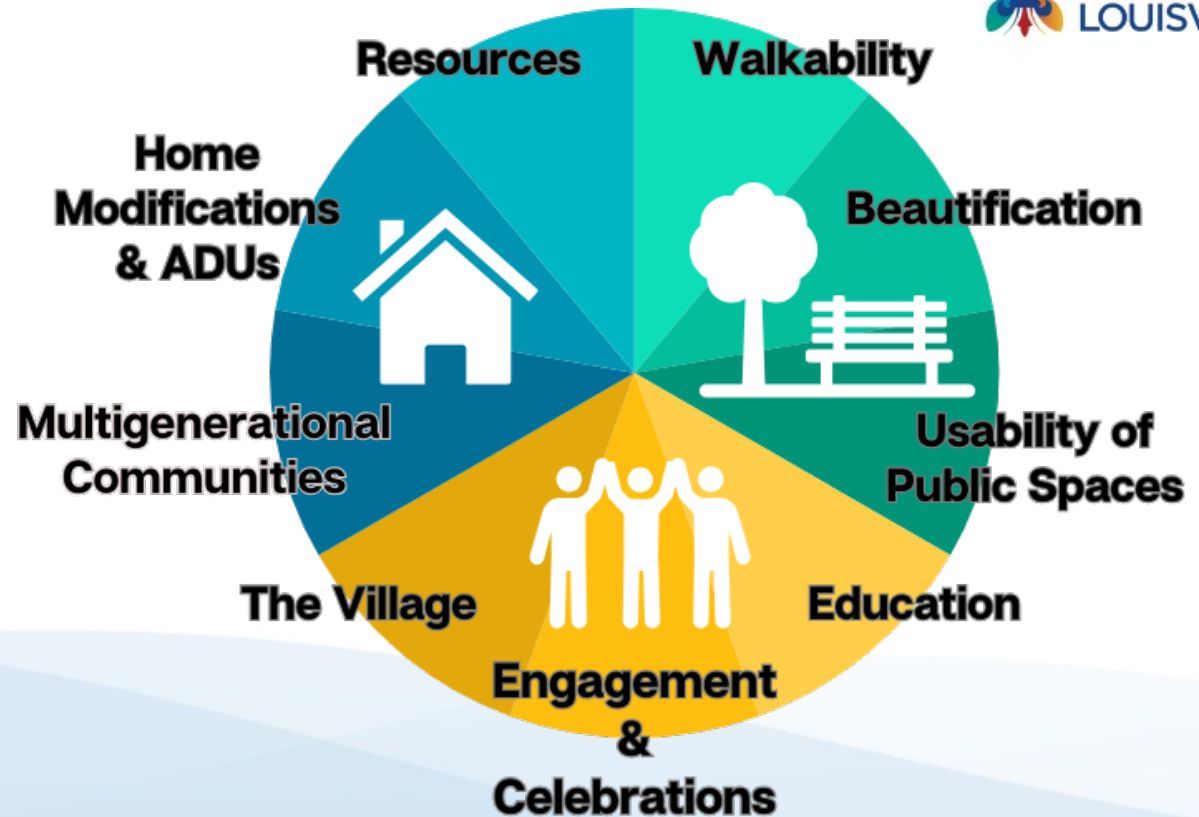 LOUISV
Resources
Walkability
Home
Modifications
& ADUs
Beautification
Multigenerational
Communities
Usability of
Public Spaces
The Village
Education
Engagement
&
Celebrations